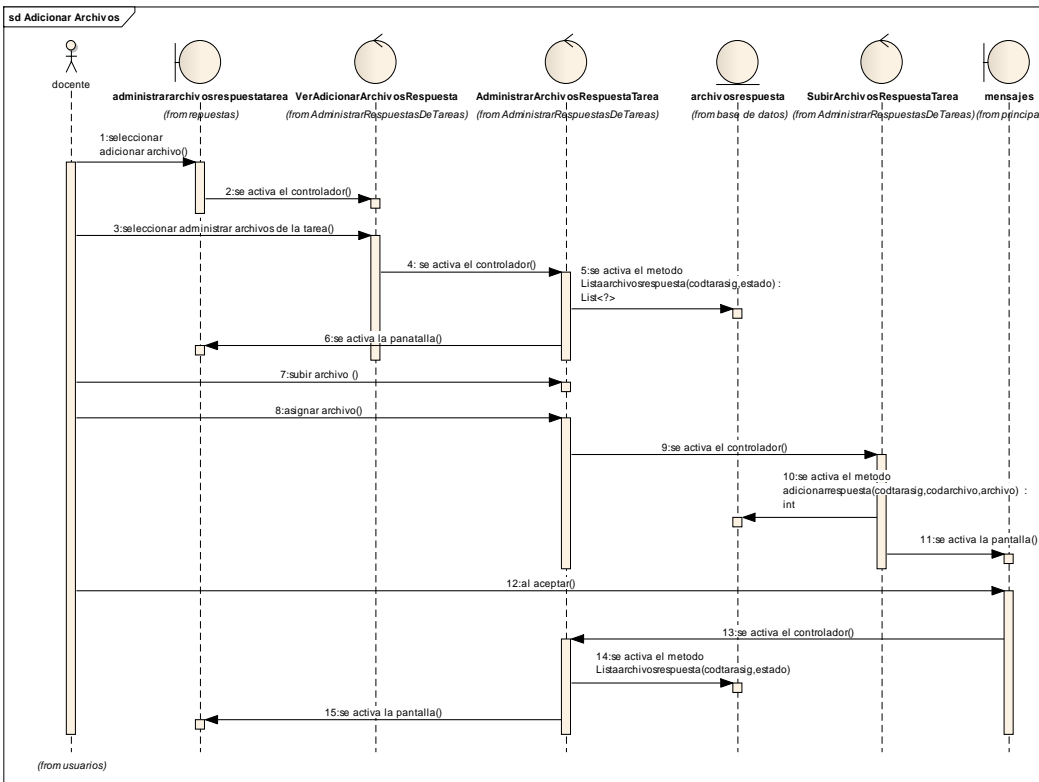 sd Adicionar Archivos
docente
administrararchivosrespuestatarea
(from repuestas)
VerAdicionarArchivosRespuesta
(from AdministrarRespuestasDeTareas)
AdministrarArchivosRespuestaTarea
(from AdministrarRespuestasDeTareas)
archivosrespuesta
(from base de datos)
SubirArchivosRespuestaTarea
(from AdministrarRespuestasDeTareas)
mensajes
(from principa
1:seleccionar
adicionar archivo()
2:se activa el controlador()
3:seleccionar administrar archivos de la tarea()
4: se activa el controlador()
5:se activa el metodo
Listaarchivosrespuesta(codtarasig,estado) :
List<?>
6:se activa la panatalla()
7:subir archivo ()
8:asignar archivo()
9:se activa el controlador()
10:se activa el metodo
adicionarrespuesta(codtarasig,codarchivo,archivo) :
int
11:se activa la pantalla()
12:al aceptar()
13:se activa el controlador()
14:se activa el metodo
Listaarchivosrespuesta(codtarasig,estado)
15:se activa la pantalla()
(from usuarios)